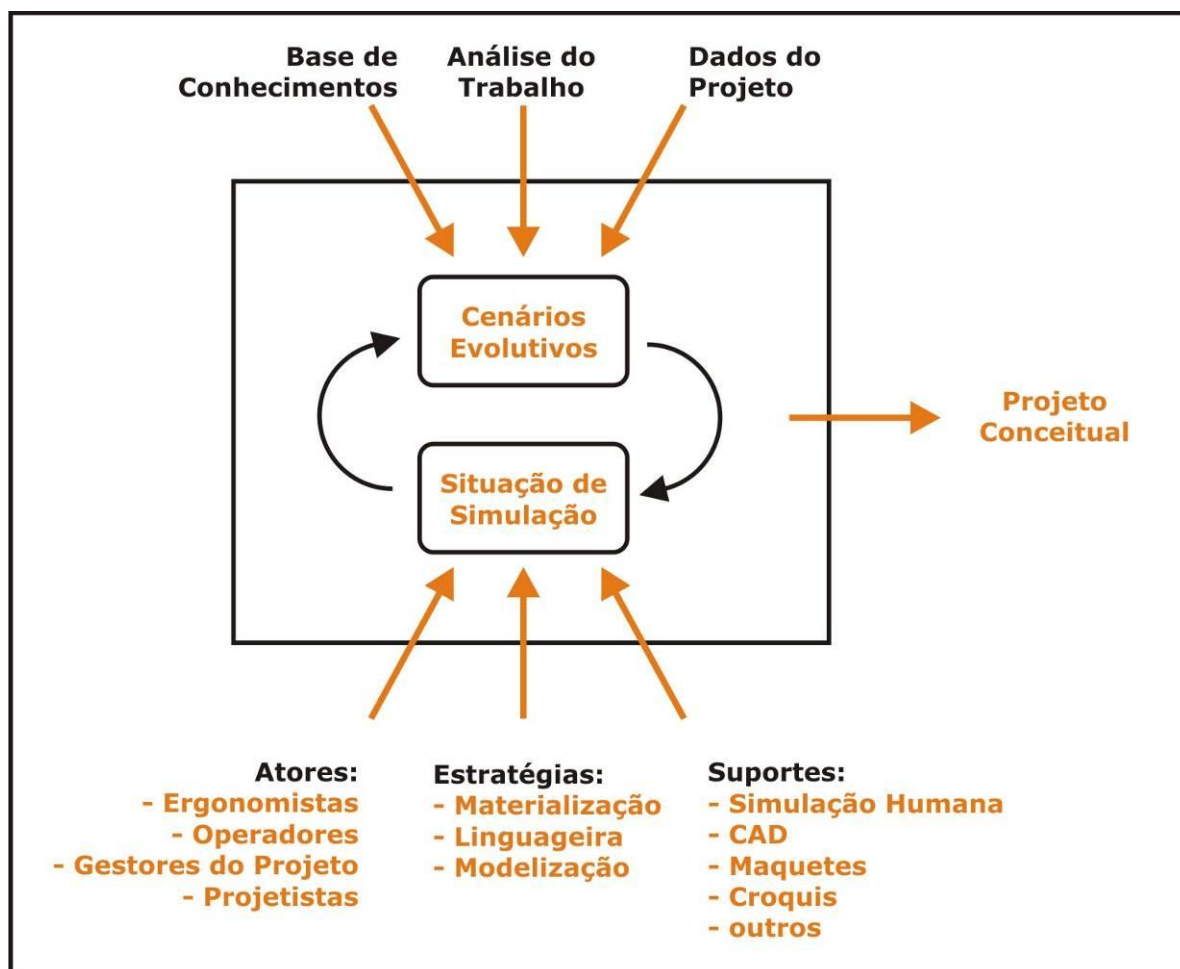 Base de
Conhecimentos
Análise do
Trabalho
Dados do
Projeto
Cenários
Evolutivos
Situação de
Simulação
Projeto
Conceitual
Atores:
- Ergonomistas
- Operadores
- Gestores do Projeto
- Projetistas
Estratégias:
- Materialização
- Linguageira
- Modelização
Suportes:
- Simulação Humana
- CAD
- Maquetes
- Croquis
- outros